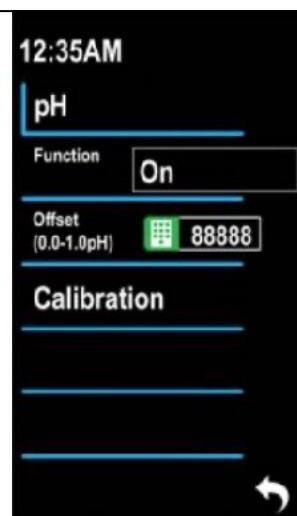 12:35AM
pH
Function
On
Offset
(0.0-1.0pH)
88888
Calibration